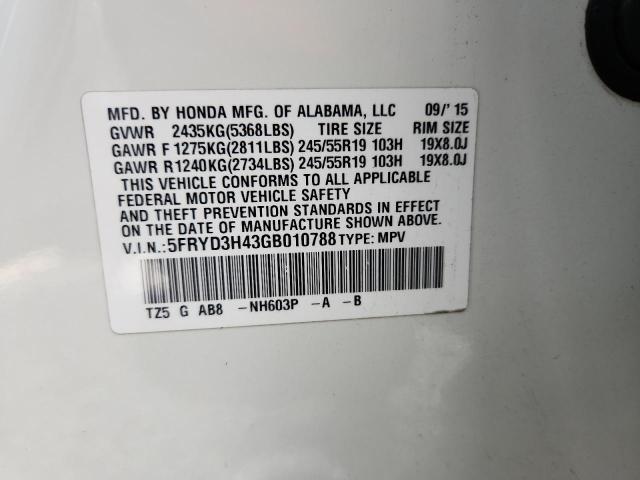 MFD. BY HONDA MFG. OF ALABAMA, LLC 09/'15
GVWR 2435KG(5368LBS) TIRE SIZE RIM SIZE
GAWR F 1275KG(2811LBS) 245/55R19 103H 19X8.0J
GAWR R1240KG(2734LBS) 245/55R19 103H 19X8.0J
THIS VEHICLE CONFORMS TO ALL APPLICABLE
FEDERAL MOTOR VEHICLE SAFETY
AND THEFT PREVENTION STANDARDS IN EFFECT
ON THE DATE OF MANUFACTURE SHOWN ABOVE.
V.I.N.:5FRYD3H43GB010788 TYPE: MPV
TZ5 G AB8 -NH603P -A -B